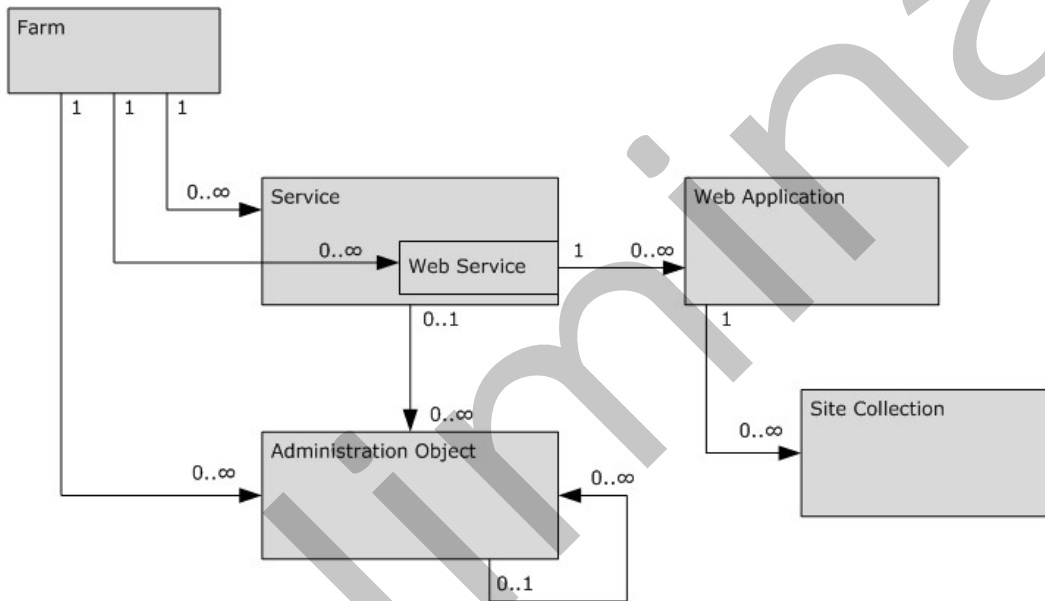 Farm
1
1
1
0..∞
Service
Web Application
0..∞
Web Service
1
0..∞
0..1
1
Site Collection
0..∞
0..∞
Administration Object
0..∞
0..∞
0..1
limina